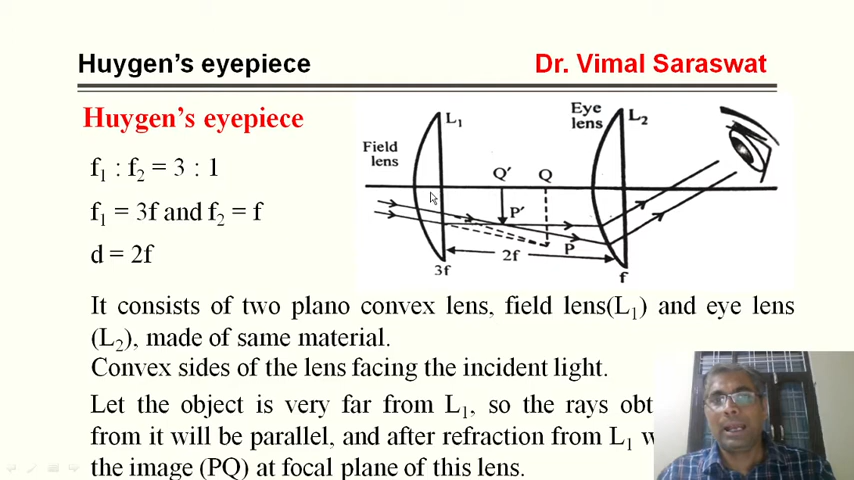 Huygen's eyepiece
Dr. Vimal Saraswat
Huygen's eyepiece
f1 : f2 = 3 : 1
f1 = 3f and f2 = f
d = 2f
Field
lens
L1
Eye
lens
L2
Q'
Q
P'
P
2f
3f
f
It consists of two plano convex lens, field lens(L1) and eye lens
(L2), made of same material.
Convex sides of the lens facing the incident light.
Let the object is very far from L1, so the rays
from it will be parallel, and after refraction from L1
the image (PQ) at focal plane of this lens.